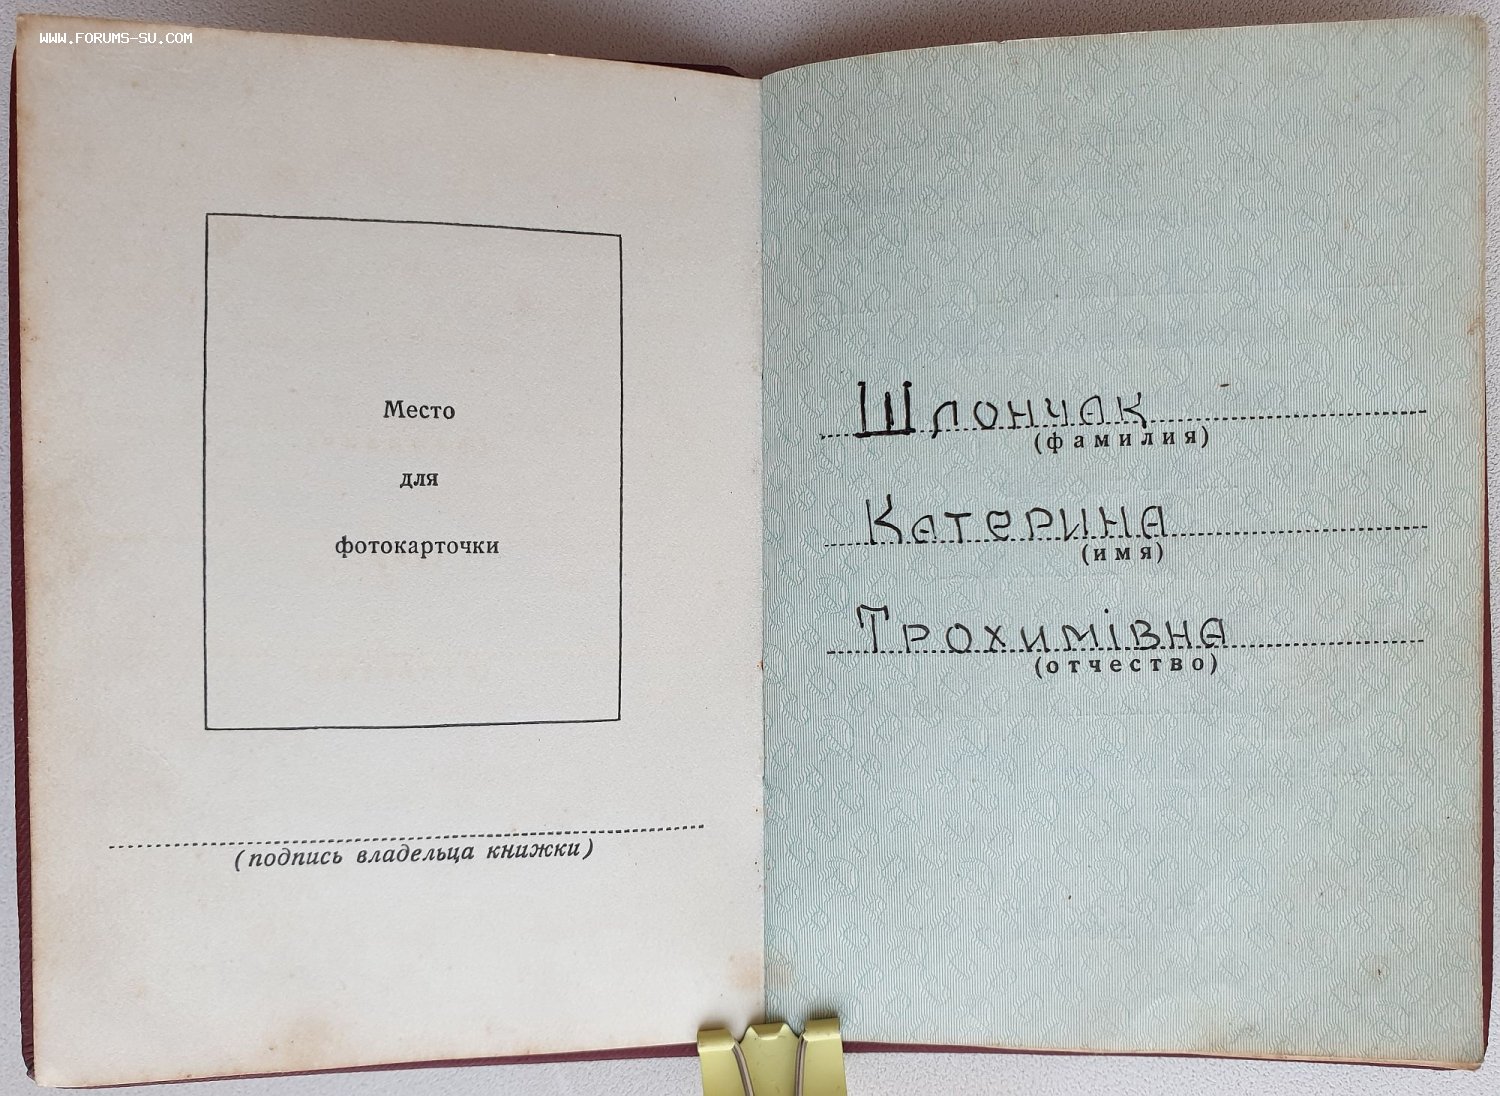 WWW.FORUMS-SU.COM
Место
для
фотокарточки
(подпись владельца книжки)
Шлончак
(фамилия)
Катерина
(имя)
Трохимівна
(отчество)